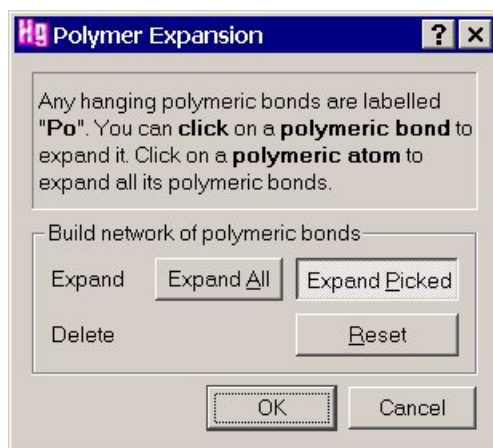 Hg Polymer Expansion ? ×
Any hanging polymeric bonds are labelled
"Po". You can click on a polymeric bond to
expand it. Click on a polymeric atom to
expand all its polymeric bonds.
Build network of polymeric bonds
Expand Expand All Expand Picked
Delete Reset
OK Cancel